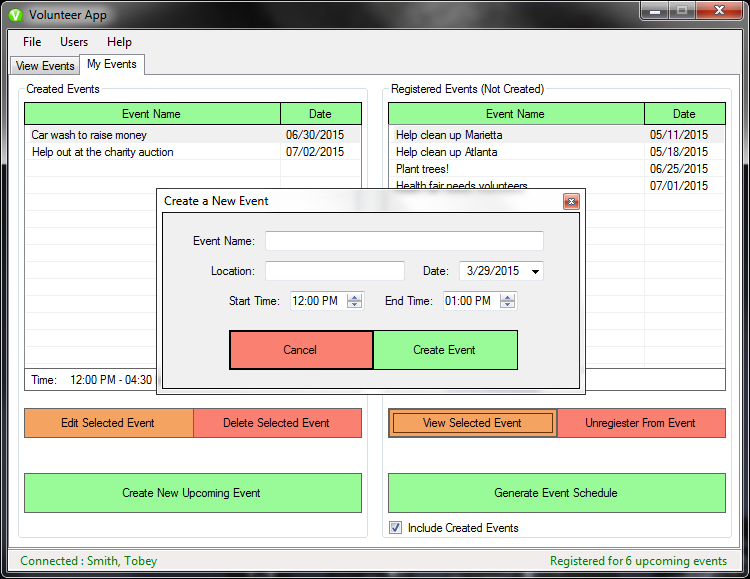 V Volunteer App
File Users Help
View Events My Events
Created Events
Event Name Date
Car wash to raise money 06/30/2015
Help out at the charity auction 07/02/2015
Registered Events (Not Created)
Event Name Date
Help clean up Marietta 05/11/2015
Help clean up Atlanta 05/18/2015
Plant trees! 06/25/2015
Health fair needs volunteers 07/01/2015
Create a New Event
Event Name:
Location: Date: 3/29/2015
Start Time: 12:00 PM End Time: 01:00 PM
Cancel Create Event
Time: 12:00 PM - 04:30
Edit Selected Event Delete Selected Event
View Selected Event Unregiester From Event
Create New Upcoming Event
Generate Event Schedule
Include Created Events
Connected : Smith, Tobey
Registered for 6 upcoming events